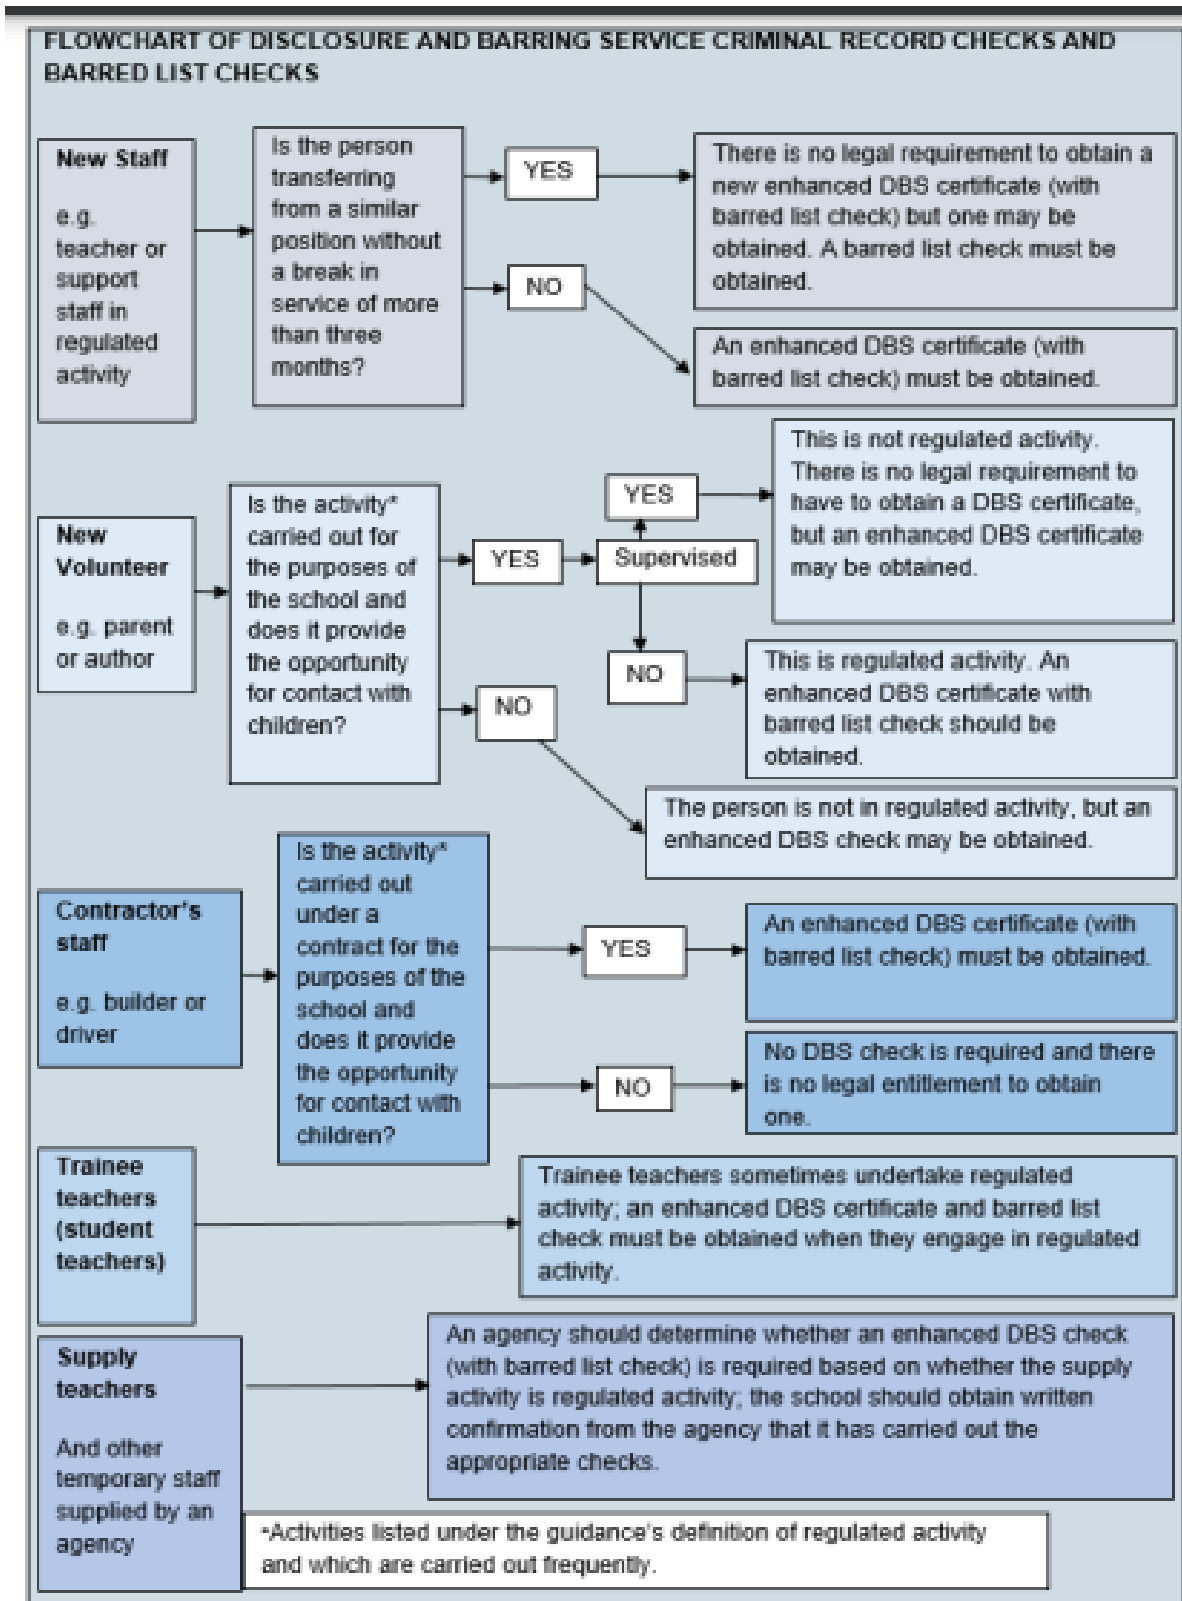 FLOWCHART OF DISCLOSURE AND BARRING SERVICE CRIMINAL RECORD CHECKS AND
BARRED LIST CHECKS
New Staff
e.g.
teacher or
support
staff in
regulated
activity
Is the person
transferring
from a similar
position without
a break in
service of more
than three
months?
YES
There is no legal requirement to obtain a
new enhanced DBS certificate (with
barred list check) but one may be
obtained. A barred list check must be
obtained.
NO
An enhanced DBS certificate (with
barred list check) must be obtained.
New
Volunteer
e.g. parent
or author
Is the activity*
carried out for
the purposes of
the school and
does it provide
the opportunity
for contact with
children?
YES
Supervised
YES
This is not regulated activity.
There is no legal requirement to
have to obtain a DBS certificate,
but an enhanced DBS certificate
may be obtained.
NO
This is regulated activity. An
enhanced DBS certificate with
barred list check should be
obtained.
NO
The person is not in regulated activity, but an
enhanced DBS check may be obtained.
Contractor's
staff
e.g. builder or
driver
Is the activity*
carried out
under a
contract for the
purposes of the
school and
does it provide
the opportunity
for contact with
children?
YES
An enhanced DBS certificate (with
barred list check) must be obtained.
NO
No DBS check is required and there
is no legal entitlement to obtain
one.
Trainee
teachers
(student
teachers)
Trainee teachers sometimes undertake regulated
activity; an enhanced DBS certificate and barred list
check must be obtained when they engage in regulated
activity.
Supply
teachers
And other
temporary staff
supplied by an
agency
An agency should determine whether an enhanced DBS check
(with barred list check) is required based on whether the supply
activity is regulated activity; the school should obtain written
confirmation from the agency that it has carried out the
appropriate checks.
*Activities listed under the guidance's definition of regulated activity
and which are carried out frequently.